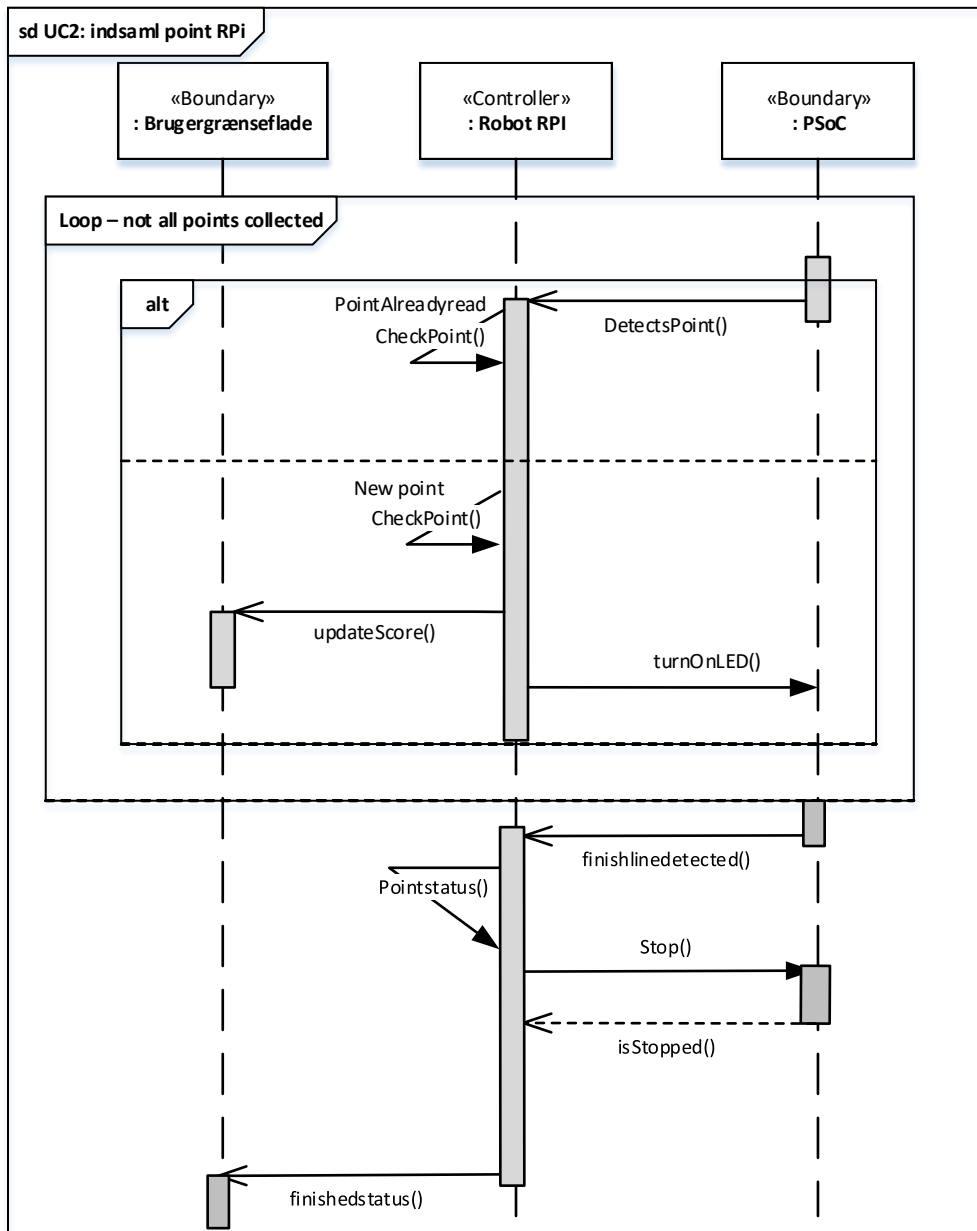 sd UC2: indsaml point RPi
«Boundary»
: Brugergrænseflade
«Controller»
: Robot RPI
«Boundary»
: PSoC
Loop – not all points collected
alt
PointAlreadyread
CheckPoint()
DetectsPoint()
New point
CheckPoint()
updateScore()
turnOnLED()
finishlinedetected()
Pointstatus()
Stop()
isStopped()
finishedstatus()